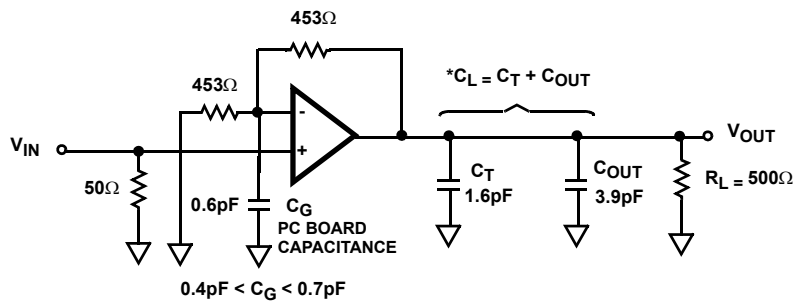 453Ω
*CL = CT + COUT
453Ω
-
VIN
+
VOUT
50Ω
0.6pF
CG
PC BOARD
CAPACITANCE
CT
1.6pF
COUT
3.9pF
RL = 500Ω
0.4pF < CG < 0.7pF